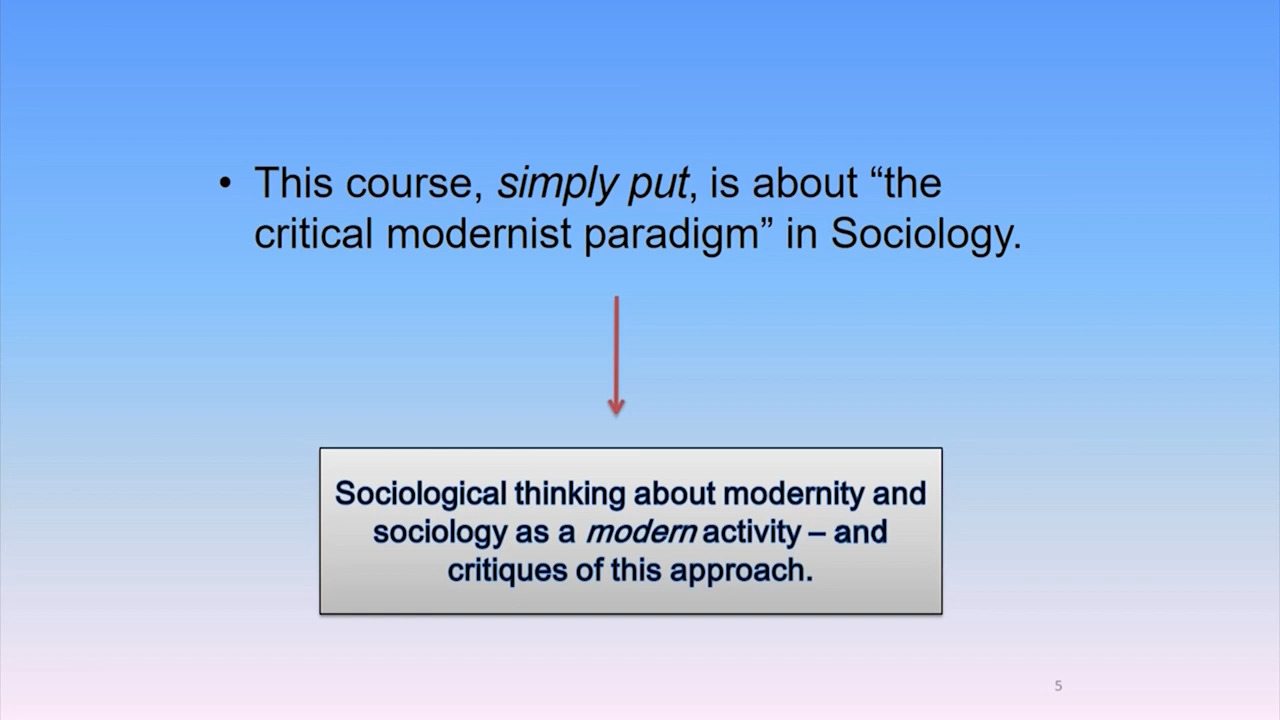 • This course, simply put, is about “the
critical modernist paradigm” in Sociology.
Sociological thinking about modernity and
sociology as a modern activity – and
critiques of this approach.
5